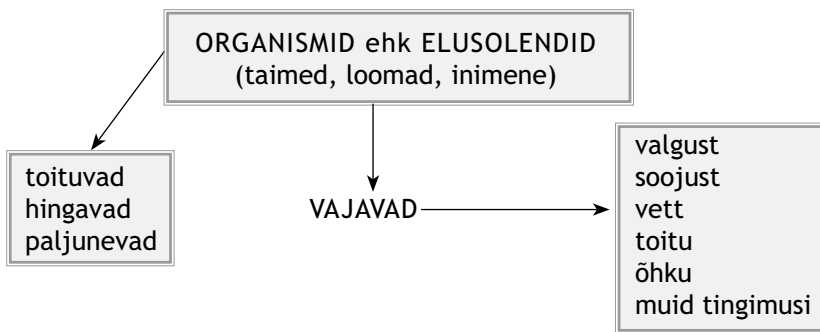 ORGANISMID ehk ELUSOLENDID
(taimed, loomad, inimene)
toituvad
hingavad
paljunevad
VAJAVAD
valgust
soojust
vett
toitu
õhku
muid tingimusi